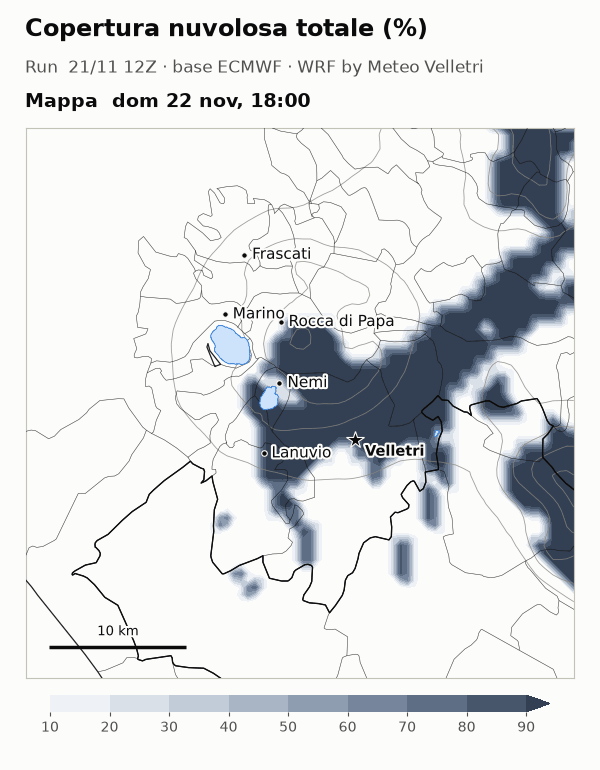 Copertura nuvolosa totale (%)
Run  21/11 12Z · base ECMWF · WRF by Meteo Velletri
Mappa  dom 22 nov, 18:00
Frascati
Marino
Rocca di Papa
Nemi
Lanuvio
Velletri
10 km
10 20 30 40 50 60 70 80 90